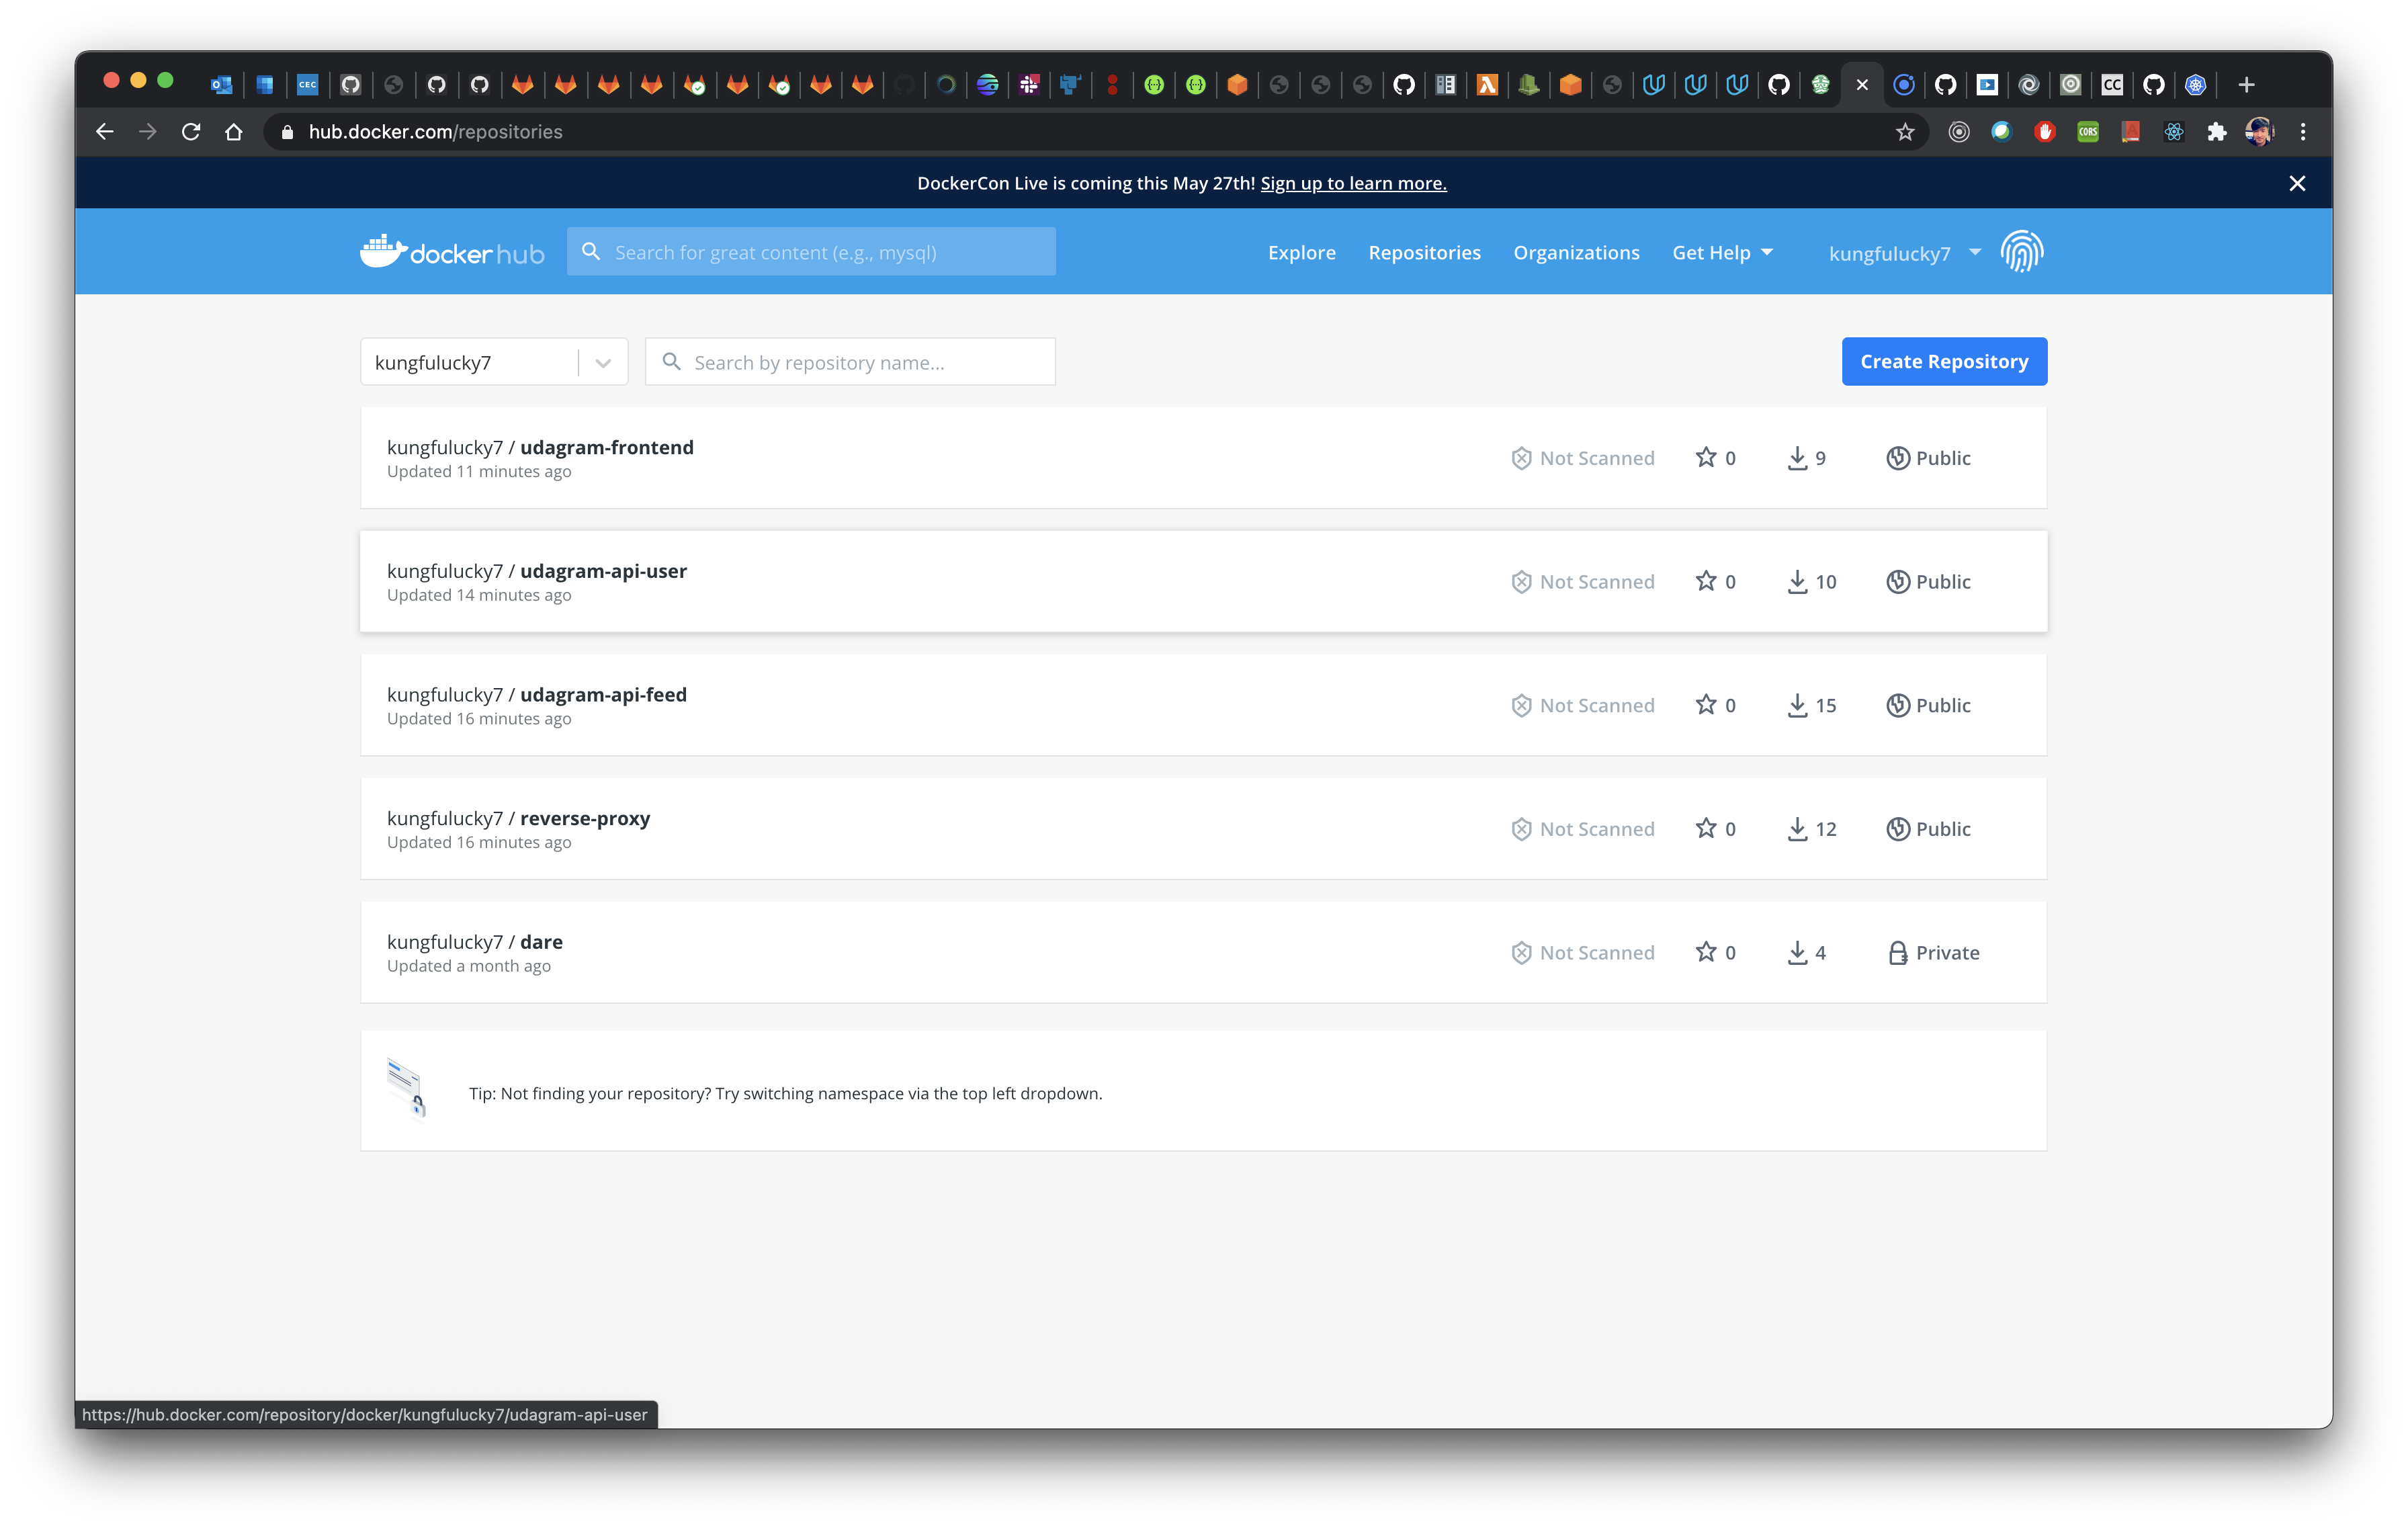 CEC
CC
hub.docker.com/repositories
CORS
DockerCon Live is coming this May 27th! Sign up to learn more.
docker hub
Search for great content (e.g., mysql)
Explore
Repositories
Organizations
Get Help
kungfulucky7
kungfulucky7
Search by repository name...
Create Repository
kungfulucky7 / udagram-frontend
Updated 11 minutes ago
Not Scanned
0
9
Public
kungfulucky7 / udagram-api-user
Updated 14 minutes ago
Not Scanned
0
10
Public
kungfulucky7 / udagram-api-feed
Updated 16 minutes ago
Not Scanned
0
15
Public
kungfulucky7 / reverse-proxy
Updated 16 minutes ago
Not Scanned
0
12
Public
kungfulucky7 / dare
Updated a month ago
Not Scanned
0
4
Private
Tip: Not finding your repository? Try switching namespace via the top left dropdown.
https://hub.docker.com/repository/docker/kungfulucky7/udagram-api-user